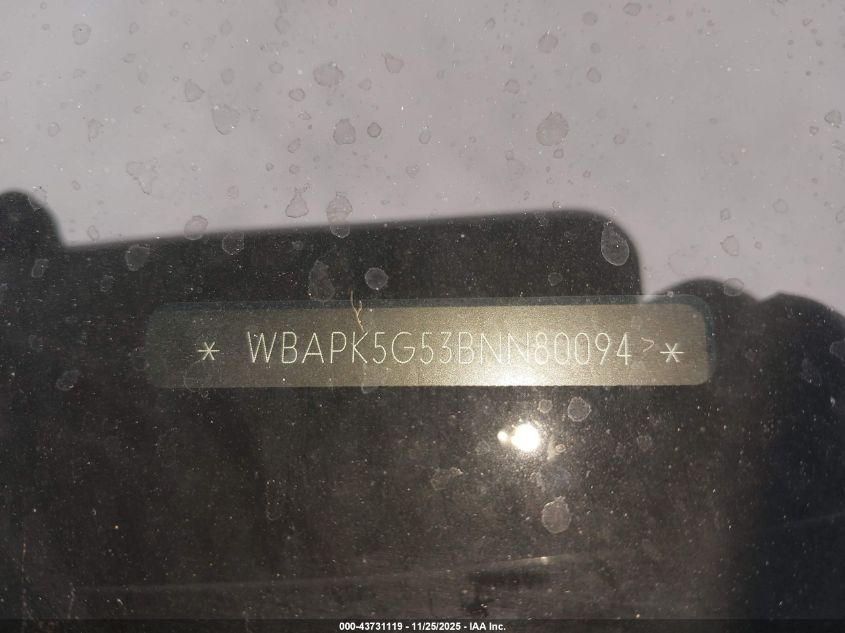 * WBAPK5G53BNN80094 > *
000-43731119 - 11/25/2025 - IAA Inc.